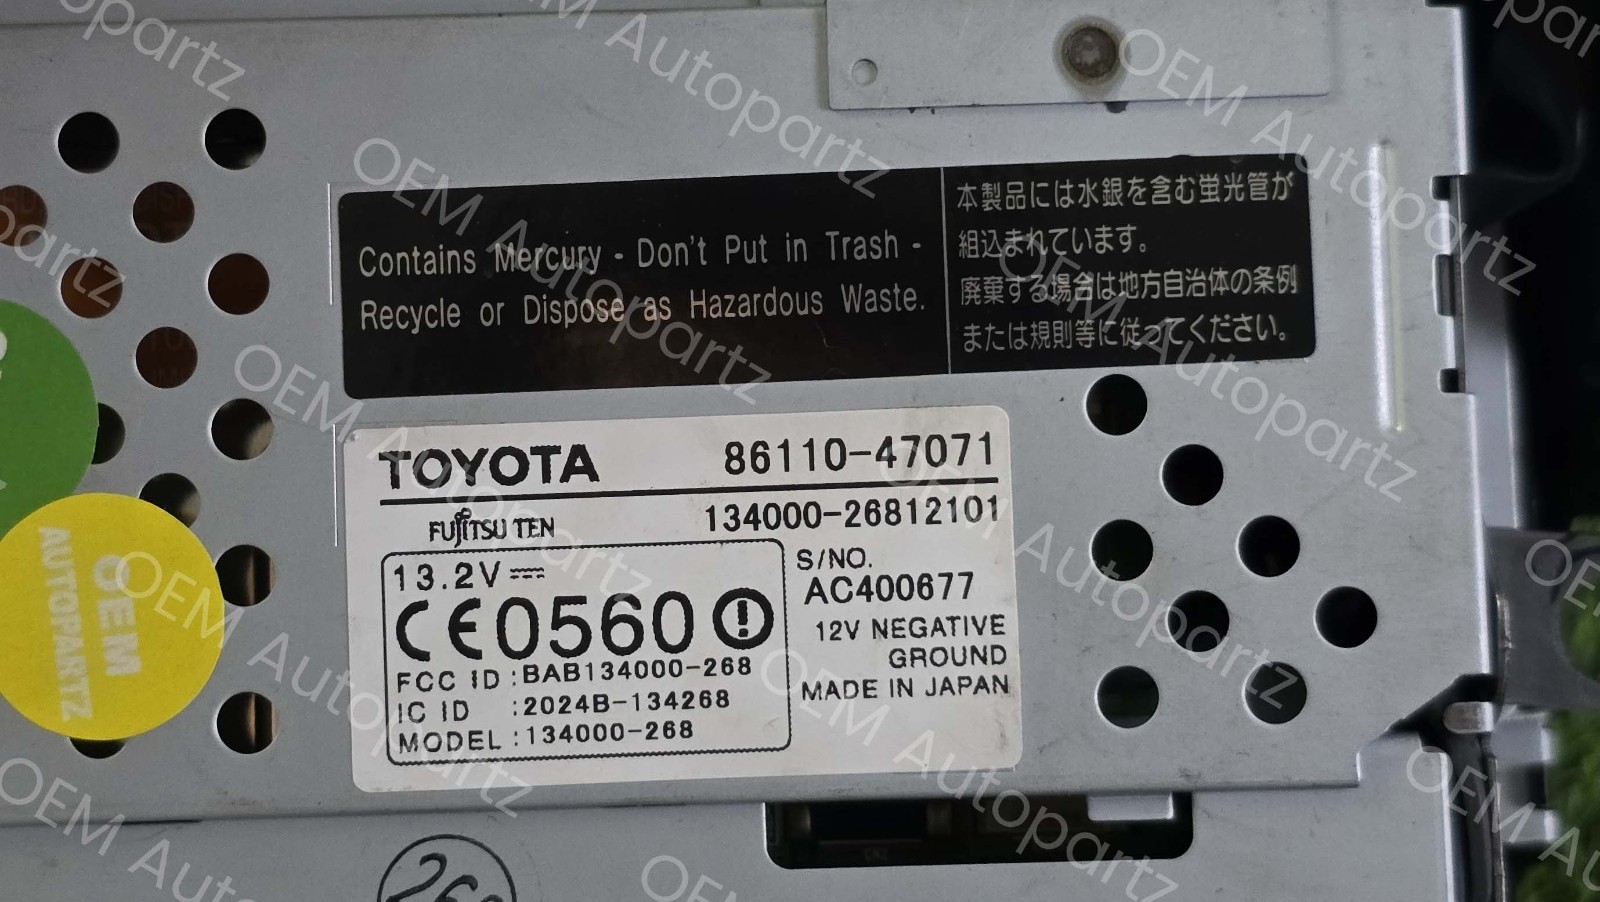 Contains Mercury - Don't Put in Trash -
Recycle or Dispose as Hazardous Waste.
本製品には水銀を含む蛍光管が
組込まれています。
廃棄する場合は地方自治体の条例
または規則等に従ってください。
TOYOTA 86110-47071
FUJITSU TEN 134000-26812101
13.2V
CE0560
FCC ID : BAB134000-268
IC ID : 2024B-134268
MODEL : 134000-268
S/NO.
AC400677
12V NEGATIVE
GROUND
MADE IN JAPAN
OEM
AUTOPARTZ
OEM Autopartz